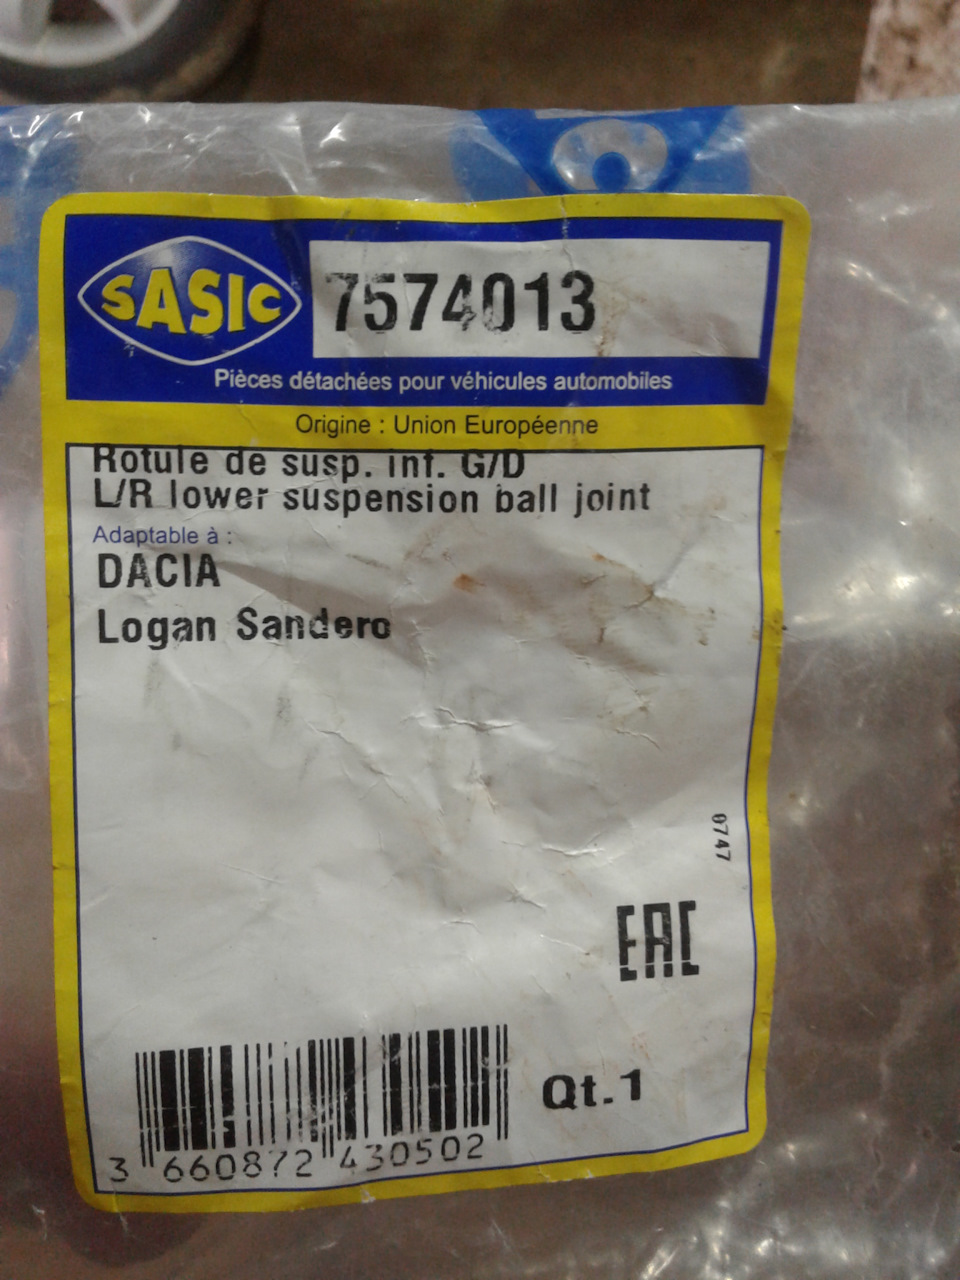 SASIC
7574013
Pièces détachées pour véhicules automobiles
Origine : Union Européenne
Rotule de susp. inf. G/D
L/R lower suspension ball joint
Adaptable à :
DACIA
Logan Sandero
0747
EAC
Qt.1
3 660872 430502